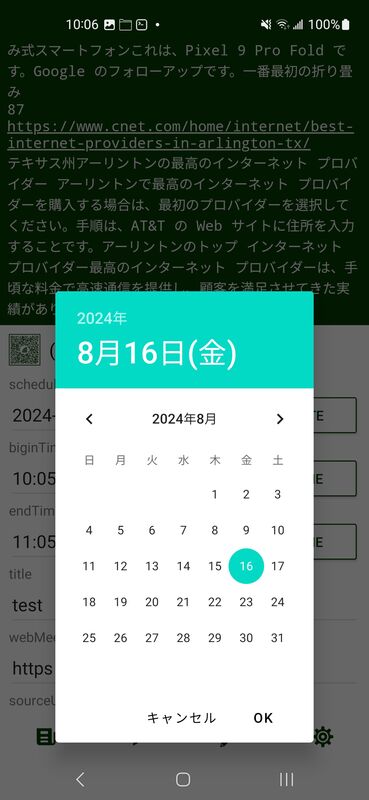 10:06
100%
み式スマートフォンこれは、Pixel 9 Pro Fold で
す。Google のフォローアップです。一番最初の折り畳
み
87
https://www.cnet.com/home/internet/best-
internet-providers-in-arlington-tx/
テキサス州アーリントンの最高のインターネット プロバ
イダー アーリントンで最高のインターネット プロバイ
ダーを購入する場合は、最初のプロバイダーを選択して
ください。手順は、AT&T の Web サイトに住所を入力
することです。アーリントンのトップ インターネット
プロバイダー最高のインターネット プロバイダーは、手
頃な料金で高速通信を提供し、顧客を満足させてきた実
績があり
2024年
8月16日(金)
schedul
2024-
TE
2024年8月
biginTim
10:05
ME
日 月 火 水 木 金 土
1 2 3
4 5 6 7 8 9 10
endTim
11:05
ME
11 12 13 14 15 16 17
title
test
18 19 20 21 22 23 24
webMee
25 26 27 28 29 30 31
https
sourceU
キャンセル OK